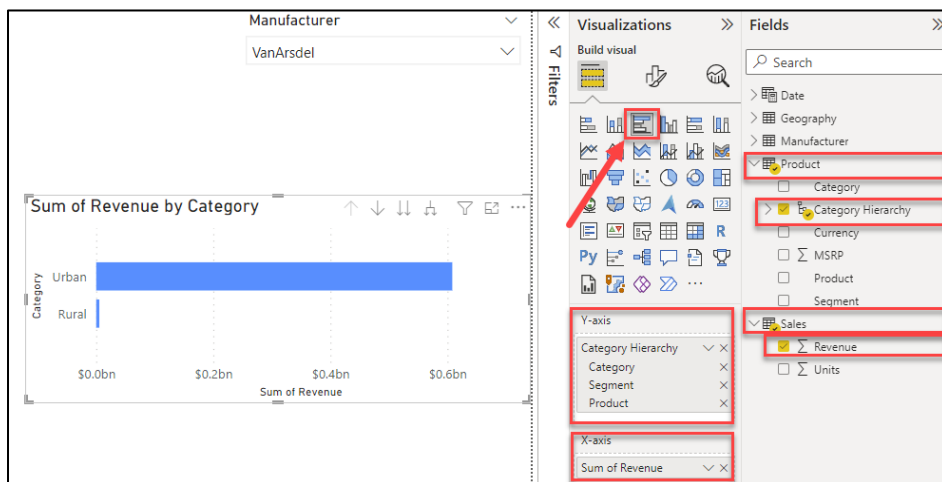 Manufacturer
VanArsdel
Sum of Revenue by Category
Category
Urban
Rural
$0.0bn
$0.2bn
$0.4bn
$0.6bn
Sum of Revenue
Filters
Visualizations
Build visual
123
R
Py
Y-axis
Category Hierarchy
Category
Segment
Product
X-axis
Sum of Revenue
Fields
Search
Date
Geography
Manufacturer
Product
Category
Category Hierarchy
Currency
∑ MSRP
Product
Segment
Sales
∑ Revenue
∑ Units